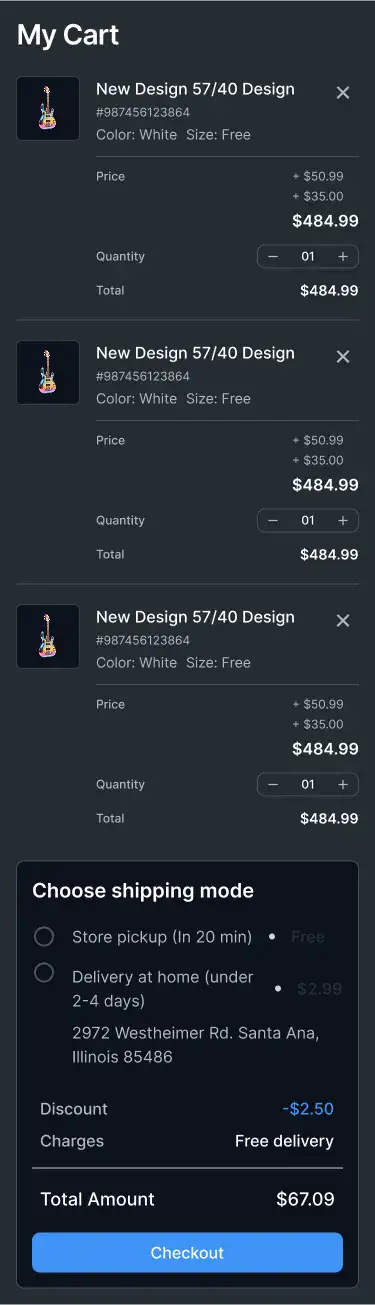 My Cart
New Design 57/40 Design
#987456123864
Color: White Size: Free
Price + $50.99
+ $35.00
$484.99
Quantity − 01 +
Total $484.99
New Design 57/40 Design
#987456123864
Color: White Size: Free
Price + $50.99
+ $35.00
$484.99
Quantity − 01 +
Total $484.99
New Design 57/40 Design
#987456123864
Color: White Size: Free
Price + $50.99
+ $35.00
$484.99
Quantity − 01 +
Total $484.99
Choose shipping mode
Store pickup (In 20 min) • Free
Delivery at home (under • $2.99
2-4 days)
2972 Westheimer Rd. Santa Ana,
Illinois 85486
Discount -$2.50
Charges Free delivery
Total Amount $67.09
Checkout